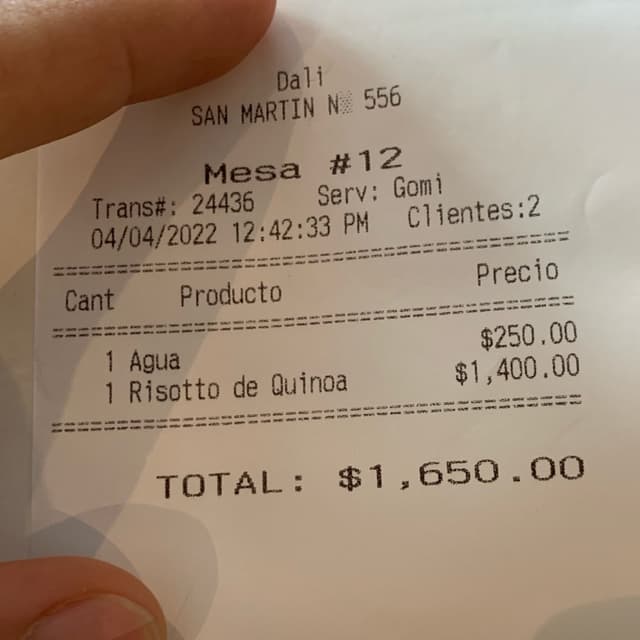 Dali
SAN MARTIN N░ 556
Mesa #12
Trans#: 24436 Serv: Gomi
04/04/2022 12:42:33 PM Clientes:2
Cant Producto Precio
1 Agua $250.00
1 Risotto de Quinoa $1,400.00
TOTAL: $1,650.00